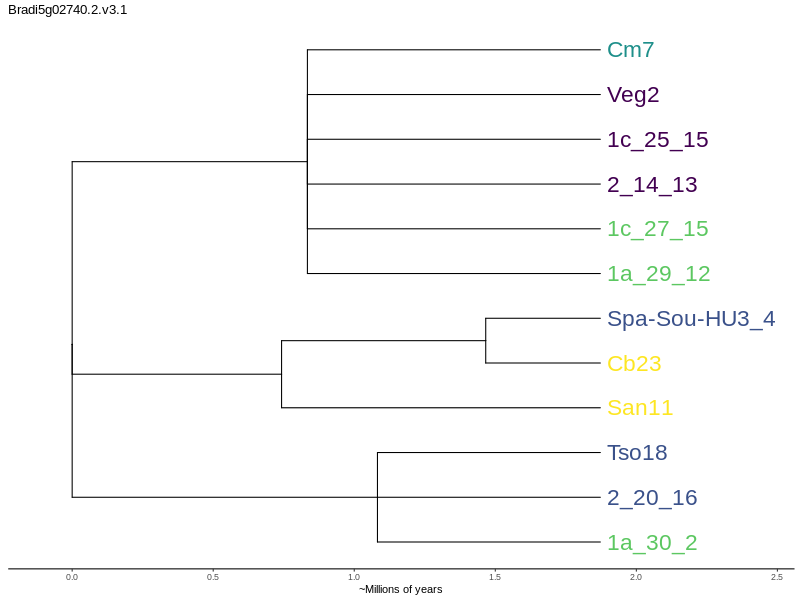 Bradi5g02740.2.v3.1
Cm7
Veg2
1c_25_15
2_14_13
1c_27_15
1a_29_12
Spa-Sou-HU3_4
Cb23
San11
Tso18
2_20_16
1a_30_2
0.0 0.5 1.0 1.5 2.0 2.5
~Millions of years